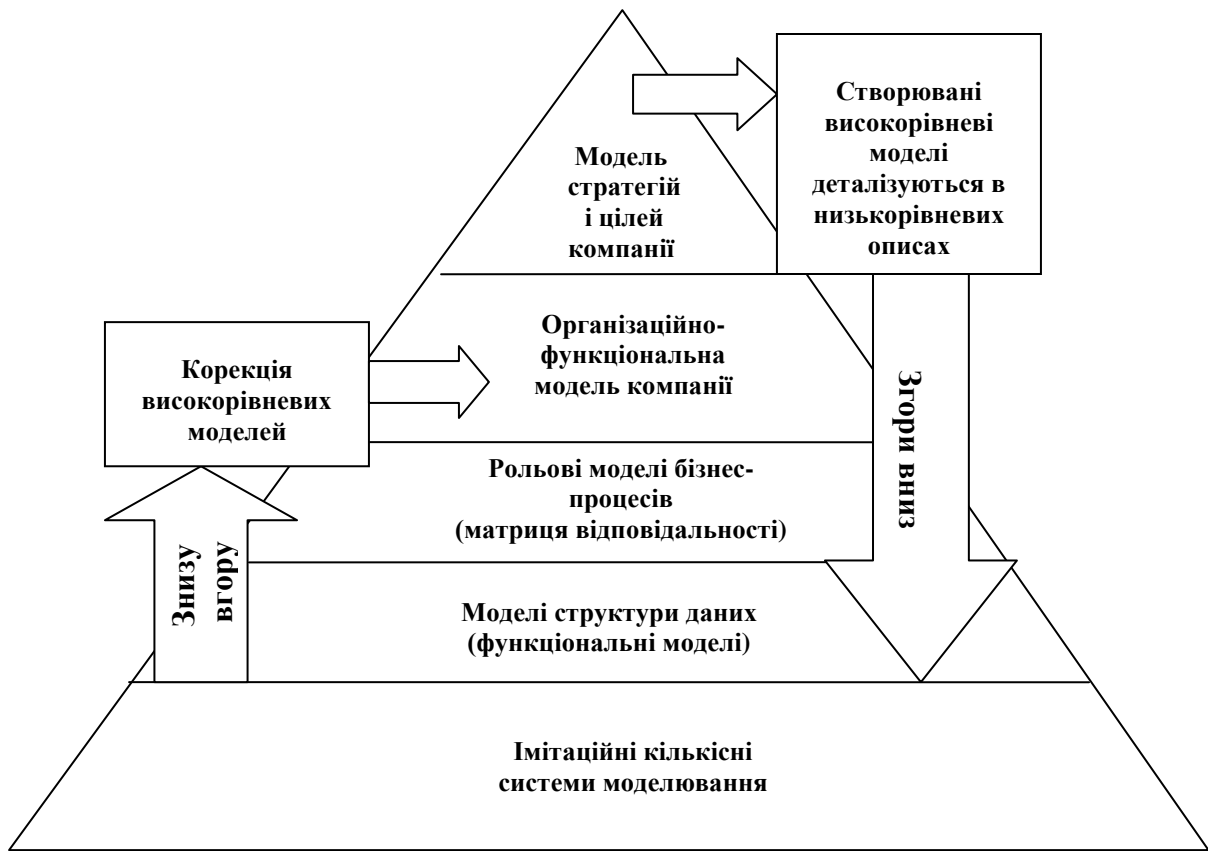 Створювані
високорівневі
моделі
деталізуються в
низькорівневих
описах
Модель
стратегій
і цілей
компанії
Організаційно-
функціональна
модель компанії
Корекція
високорівневих
моделей
Згори вниз
Рольові моделі бізнес-
процесів
(матриця відповідальності)
Знизу
вгору
Моделі структури даних
(функціональні моделі)
Імітаційні кількісні
системи моделювання